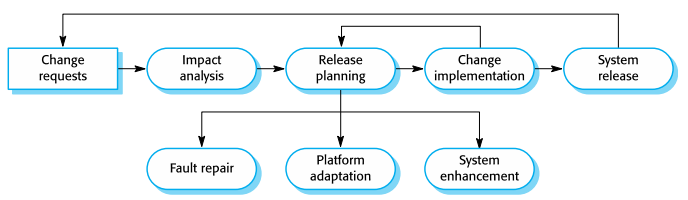 Change
requests
Impact
analysis
Release
planning
Change
implementation
System
release
Fault repair
Platform
adaptation
System
enhancement